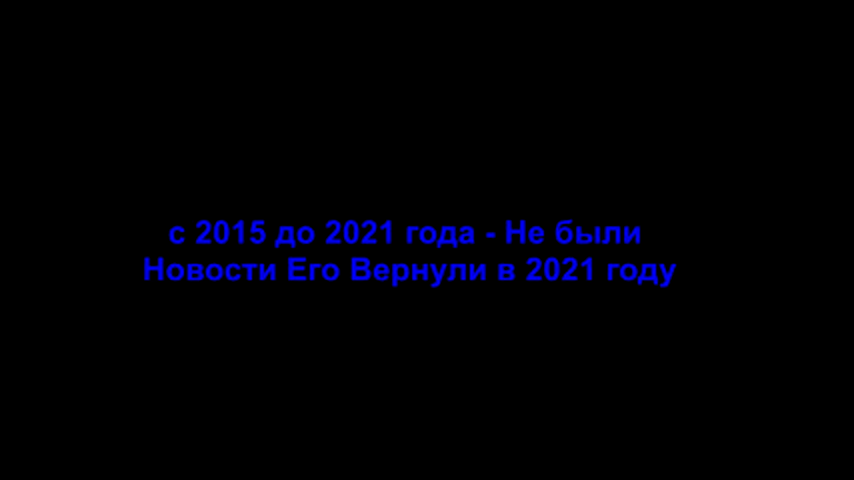 с 2015 до 2021 года - Не были
Новости Его Вернули в 2021 году